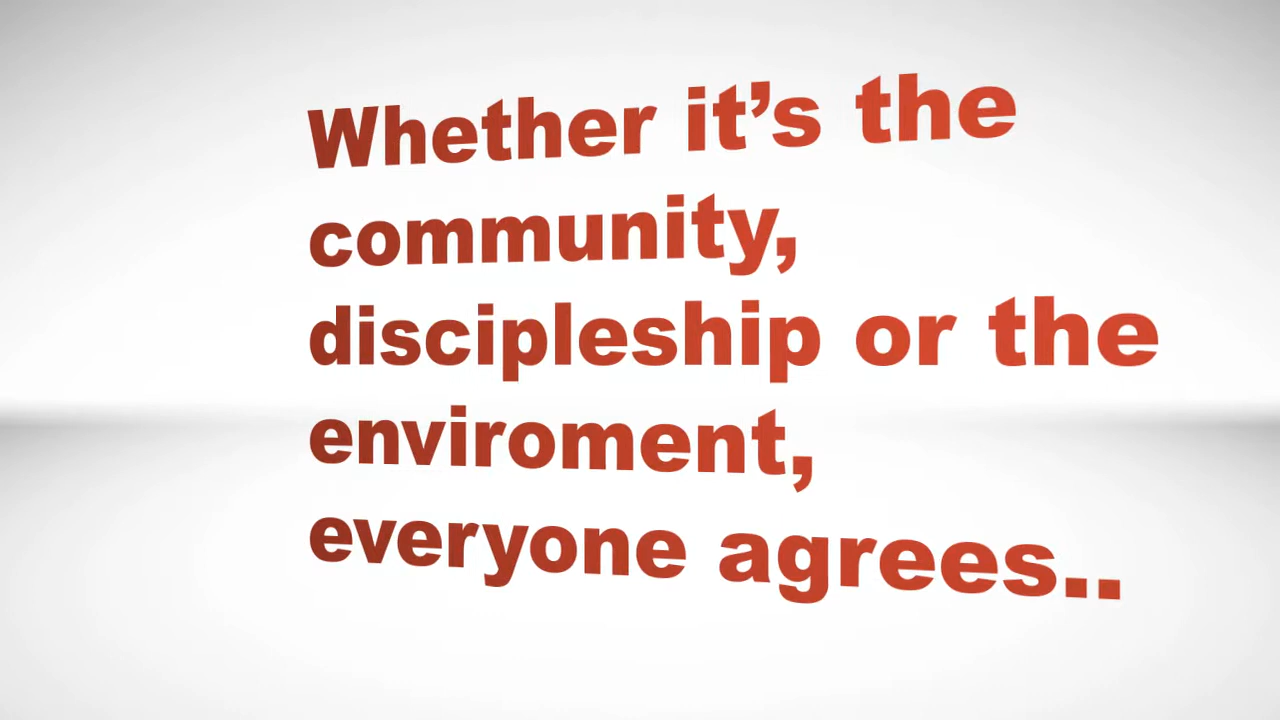 Whether it’s the
community,
discipleship or the
enviroment,
everyone agrees..